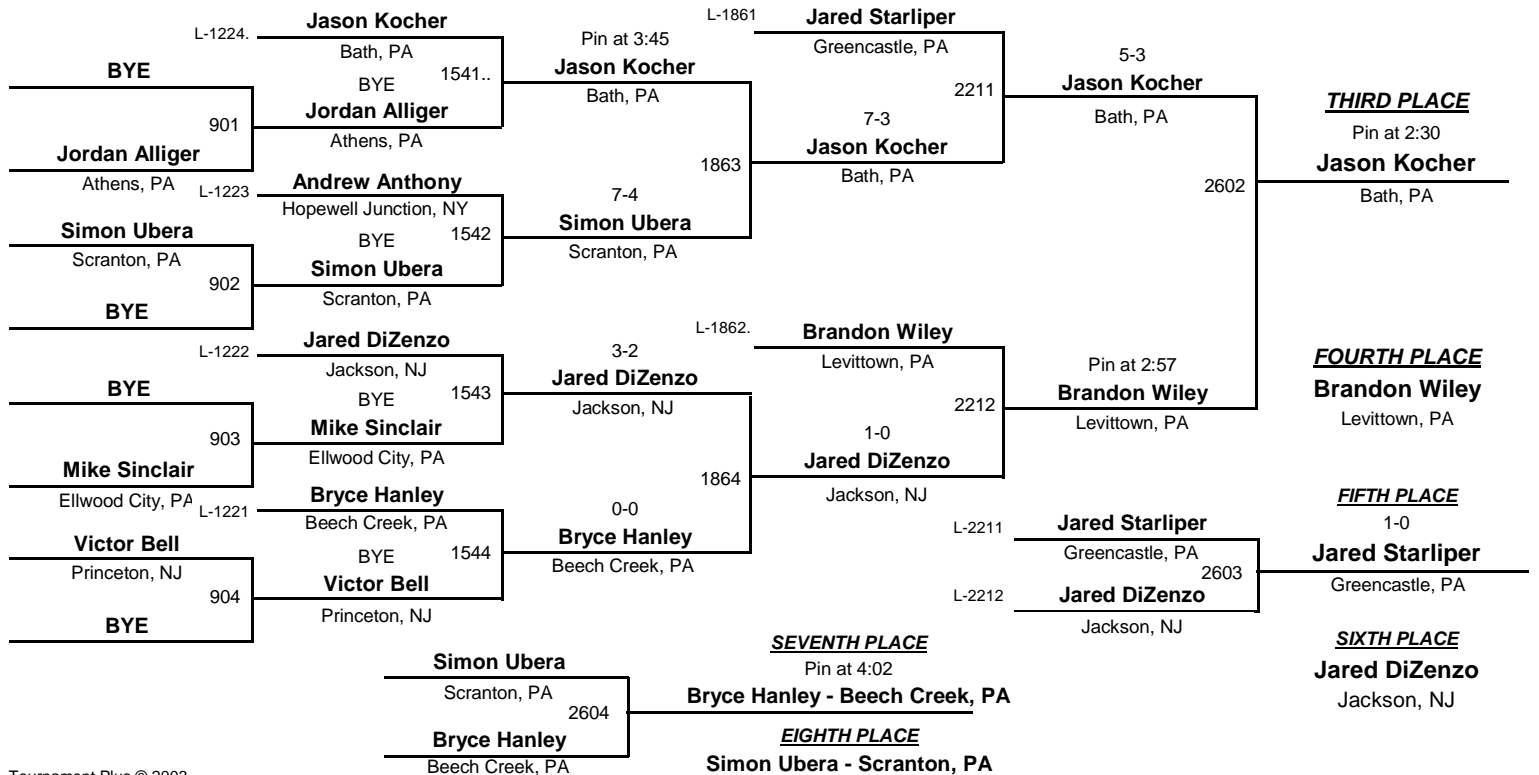 BYE
901
Jordan Alliger
Athens, PA
Simon Ubera
Scranton, PA
902
BYE
BYE
903
Mike Sinclair
Ellwood City, PA
Victor Bell
Princeton, NJ
904
BYE
L-1224.
Jason Kocher
Bath, PA
BYE
1541..
Jordan Alliger
Athens, PA
L-1223
Andrew Anthony
Hopewell Junction, NY
BYE
1542
Simon Ubera
Scranton, PA
L-1222
Jared DiZenzo
Jackson, NJ
BYE
1543
Mike Sinclair
Ellwood City, PA
L-1221
Bryce Hanley
Beech Creek, PA
BYE
1544
Victor Bell
Princeton, NJ
Pin at 3:45
Jason Kocher
Bath, PA
1863
7-4
Simon Ubera
Scranton, PA
3-2
Jared DiZenzo
Jackson, NJ
1864
0-0
Bryce Hanley
Beech Creek, PA
L-1861
Jared Starliper
Greencastle, PA
2211
7-3
Jason Kocher
Bath, PA
L-1862.
Brandon Wiley
Levittown, PA
2212
1-0
Jared DiZenzo
Jackson, NJ
5-3
Jason Kocher
Bath, PA
2602
Pin at 2:57
Brandon Wiley
Levittown, PA
THIRD PLACE
Pin at 2:30
Jason Kocher
Bath, PA
FOURTH PLACE
Brandon Wiley
Levittown, PA
L-2211
Jared Starliper
Greencastle, PA
2603
L-2212
Jared DiZenzo
Jackson, NJ
FIFTH PLACE
1-0
Jared Starliper
Greencastle, PA
SIXTH PLACE
Jared DiZenzo
Jackson, NJ
Simon Ubera
Scranton, PA
2604
Bryce Hanley
Beech Creek, PA
SEVENTH PLACE
Pin at 4:02
Bryce Hanley - Beech Creek, PA
EIGHTH PLACE
Simon Ubera - Scranton, PA
Tournament Plus ©